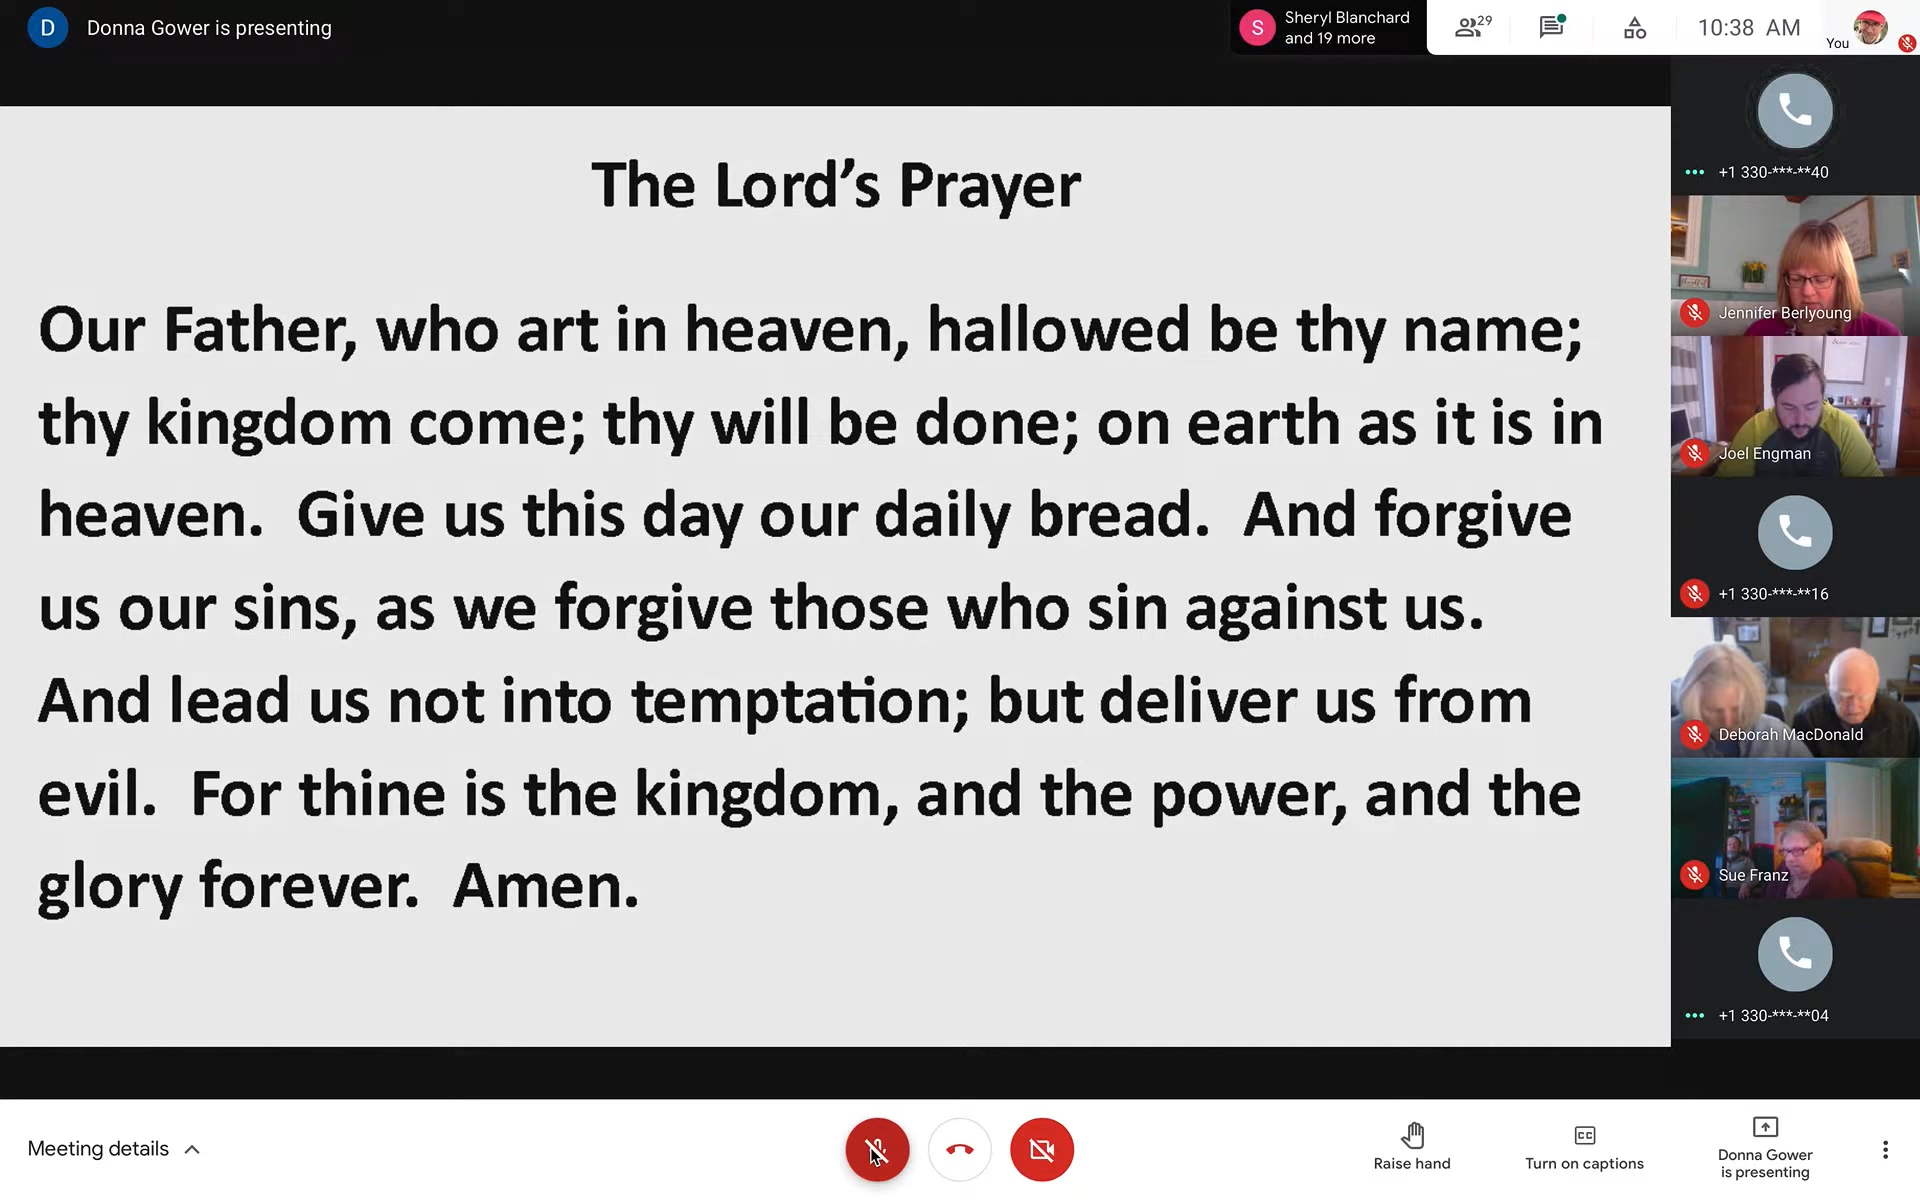 D Donna Gower is presenting
S Sheryl Blanchard
and 19 more
29
10:38 AM
You
The Lord’s Prayer
Our Father, who art in heaven, hallowed be thy name;
thy kingdom come; thy will be done; on earth as it is in
heaven. Give us this day our daily bread. And forgive
us our sins, as we forgive those who sin against us.
And lead us not into temptation; but deliver us from
evil. For thine is the kingdom, and the power, and the
glory forever. Amen.
+1 330-***-**40
Jennifer Berlyoung
Joel Engman
+1 330-***-**16
Deborah MacDonald
Sue Franz
+1 330-***-**04
Meeting details
Raise hand
CC
Turn on captions
Donna Gower
is presenting